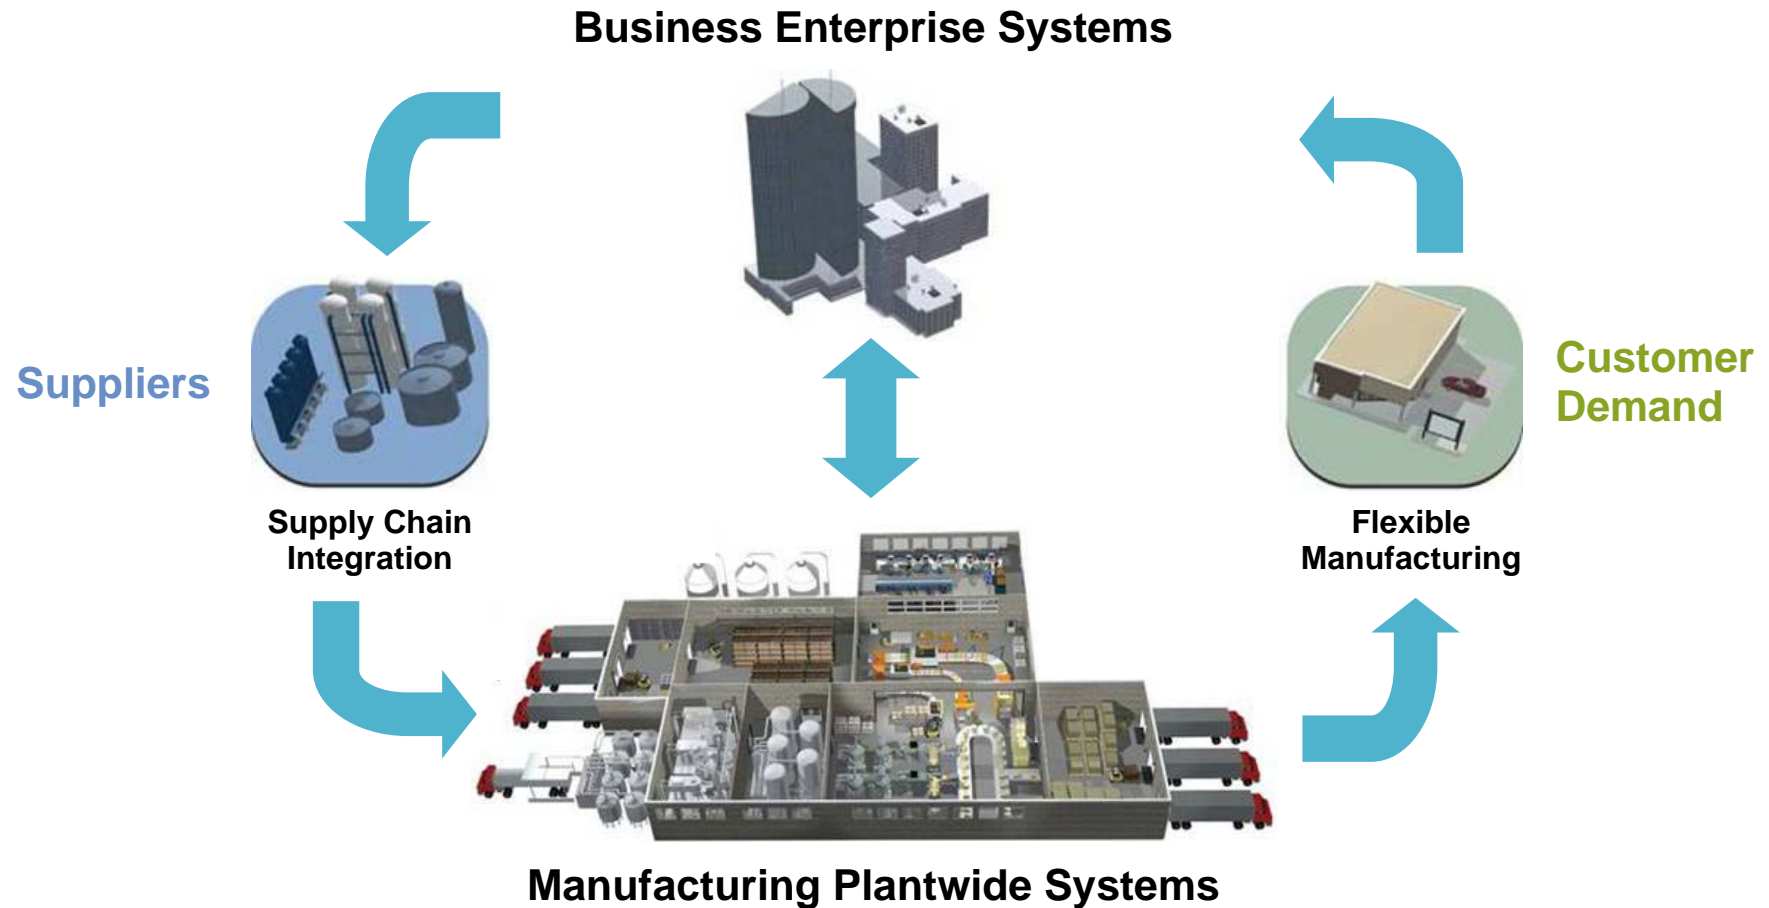 Business Enterprise Systems
Suppliers
Customer
Demand
Supply Chain
Integration
Flexible
Manufacturing
Manufacturing Plantwide Systems